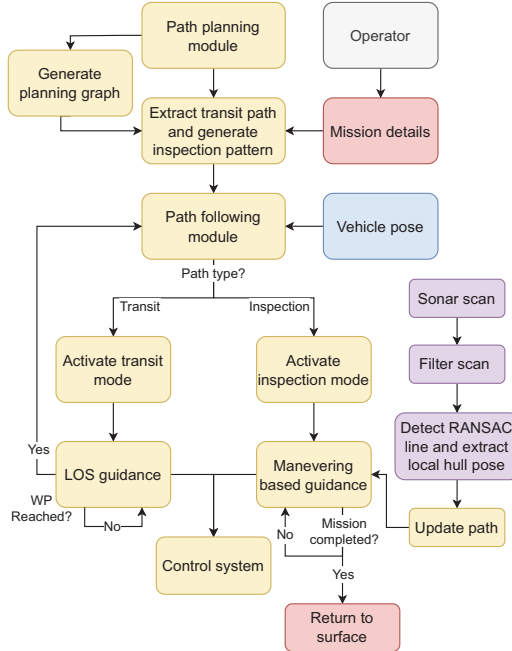 Path planning
module
Operator
Generate
planning graph
Extract transit path
and generate
inspection pattern
Mission details
Path following
module
Vehicle pose
Path type?
Transit
Inspection
Sonar scan
Activate transit
mode
Activate
inspection mode
Filter scan
Detect RANSAC
line and extract
local hull pose
Yes
LOS guidance
Manevering
based guidance
WP
Reached?
No
No
Mission
completed?
Update path
Control system
Yes
Return to
surface